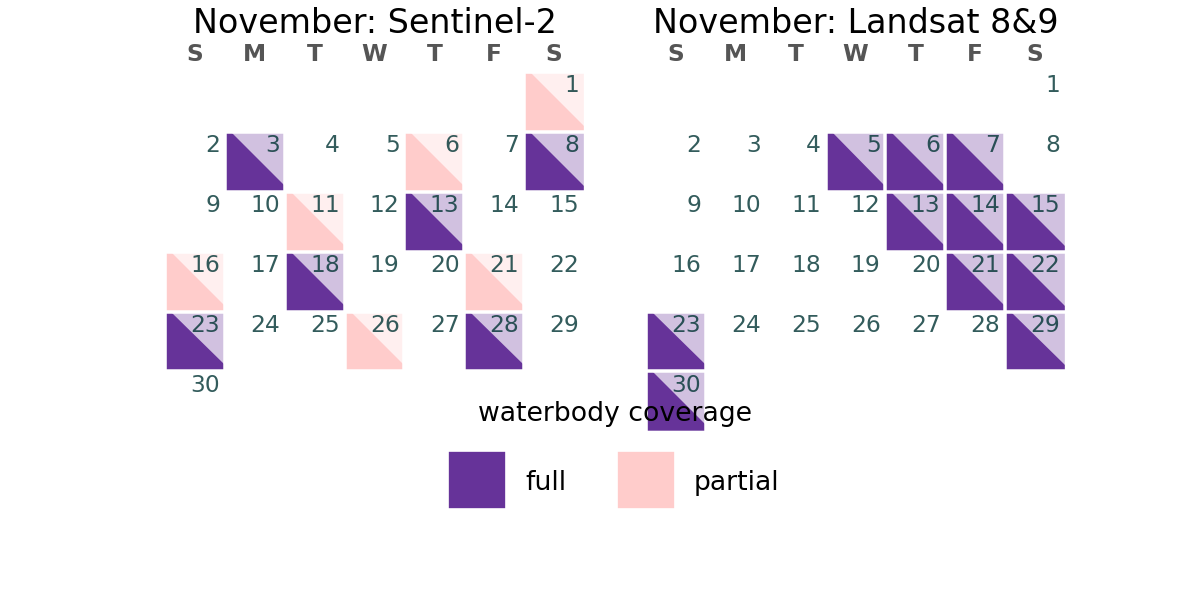 November: Sentinel-2
S M T W T F S
1
2 3 4 5 6 7 8
9 10 11 12 13 14 15
16 17 18 19 20 21 22
23 24 25 26 27 28 29
30
November: Landsat 8&9
S M T W T F S
1
2 3 4 5 6 7 8
9 10 11 12 13 14 15
16 17 18 19 20 21 22
23 24 25 26 27 28 29
30
waterbody coverage
full partial